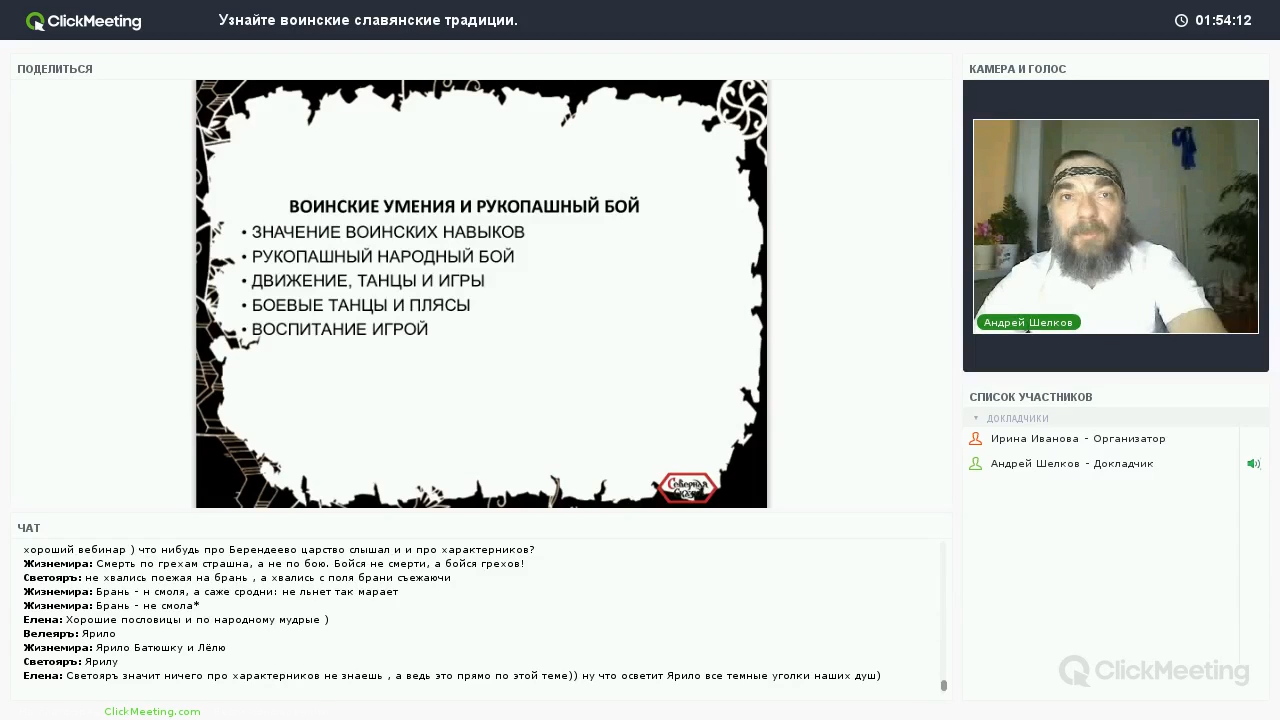 ClickMeeting
Узнайте воинские славянские традиции.
01:54:12
ПОДЕЛИТЬСЯ
ВОИНСКИЕ УМЕНИЯ И РУКОПАШНЫЙ БОЙ
• ЗНАЧЕНИЕ ВОИНСКИХ НАВЫКОВ
• РУКОПАШНЫЙ НАРОДНЫЙ БОЙ
• ДВИЖЕНИЕ, ТАНЦЫ И ИГРЫ
• БОЕВЫЕ ТАНЦЫ И ПЛЯСЫ
• ВОСПИТАНИЕ ИГРОЙ
Северная
Сказка
КАМЕРА И ГОЛОС
Андрей Шелков
СПИСОК УЧАСТНИКОВ
ДОКЛАДЧИКИ
Ирина Иванова - Организатор
Андрей Шелков - Докладчик
ClickMeeting
ЧАТ
хороший вебинар ) что нибудь про Берендеево царство слышал и и про характерников?
Жизнемира: Смерть по грехам страшна, а не по бою. Бойся не смерти, а бойся грехов!
Светояръ: не хвались поежая на брань , а хвались с поля брани съежаючи
Жизнемира: Брань - н смоля, а саже сродни: не льнет так марает
Жизнемира: Брань - не смола*
Елена: Хорошие пословицы и по народному мудрые )
Велеяръ: Ярило
Жизнемира: Ярило Батюшку и Лёлю
Светояръ: Ярилу
Елена: Светояръ значит ничего про характерников не знаешь , а ведь это прямо по этой теме)) ну что осветит Ярило все темные уголки наших душ)
ClickMeeting.com